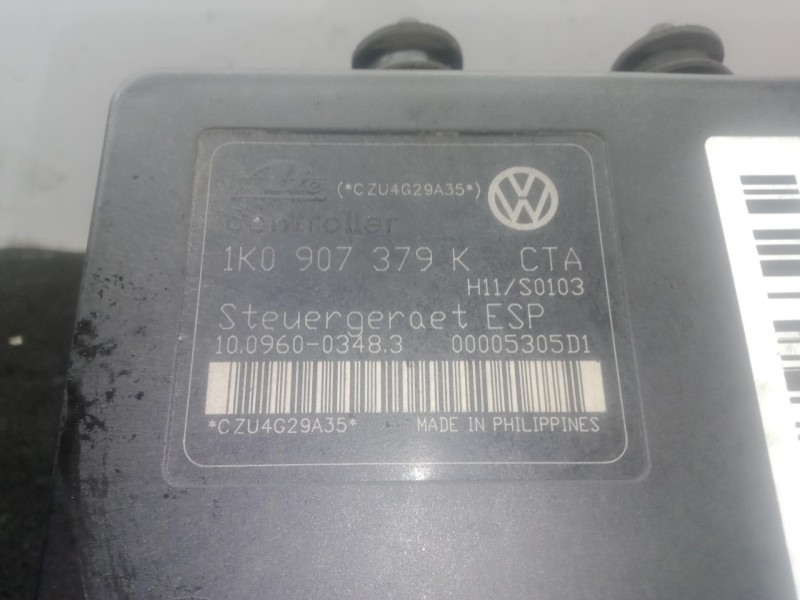 Ate (*CZU4G29A35*)
Controller
1K0 907 379 K CTA
H11/S0103
Steuergeraet ESP
10.0960-0348.3 00005305D1
*CZU4G29A35* MADE IN PHILIPPINES